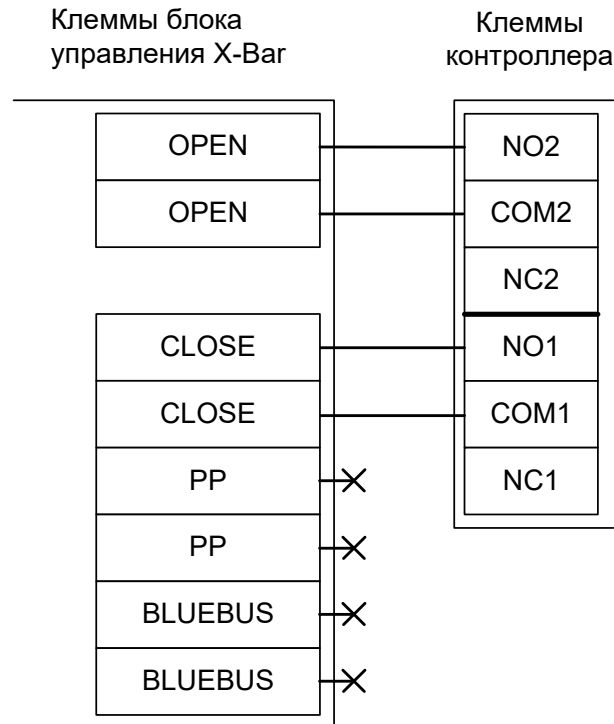 Клеммы блока
управления X-Bar
OPEN
OPEN
CLOSE
CLOSE
PP
PP
BLUEBUS
BLUEBUS
Клеммы
контроллера
NO2
COM2
NC2
NO1
COM1
NC1